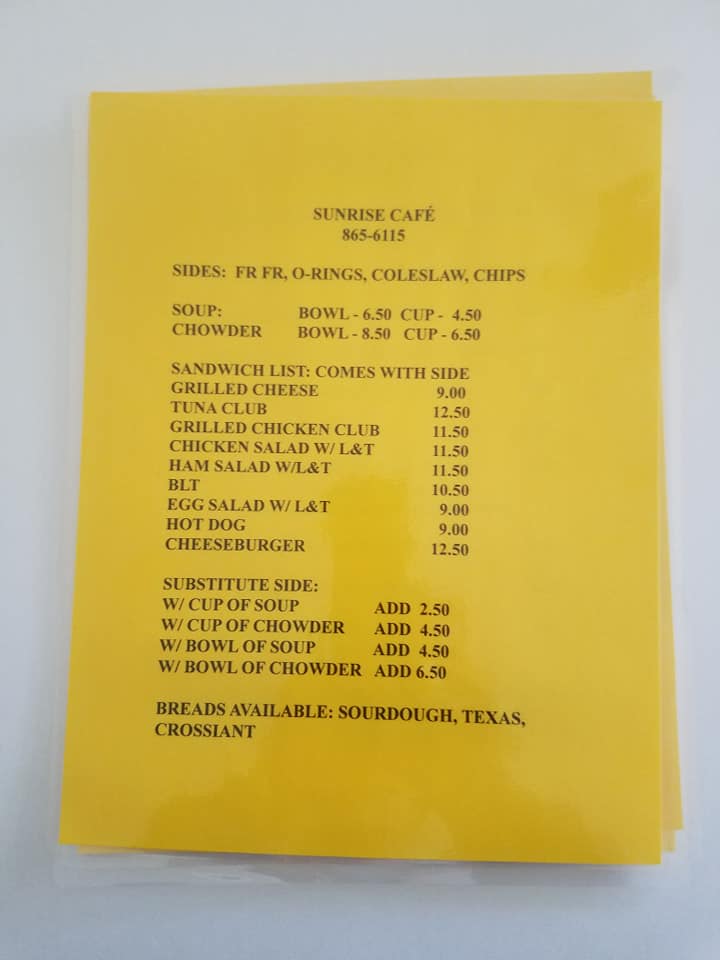 SUNRISE CAFÉ
865-6115
SIDES: FR FR, O-RINGS, COLESLAW, CHIPS
SOUP: BOWL - 6.50 CUP - 4.50
CHOWDER BOWL - 8.50 CUP - 6.50
SANDWICH LIST: COMES WITH SIDE
GRILLED CHEESE 9.00
TUNA CLUB 12.50
GRILLED CHICKEN CLUB 11.50
CHICKEN SALAD W/ L&T 11.50
HAM SALAD W/L&T 11.50
BLT 10.50
EGG SALAD W/ L&T 9.00
HOT DOG 9.00
CHEESEBURGER 12.50
SUBSTITUTE SIDE:
W/ CUP OF SOUP ADD 2.50
W/ CUP OF CHOWDER ADD 4.50
W/ BOWL OF SOUP ADD 4.50
W/ BOWL OF CHOWDER ADD 6.50
BREADS AVAILABLE: SOURDOUGH, TEXAS,
CROSSIANT